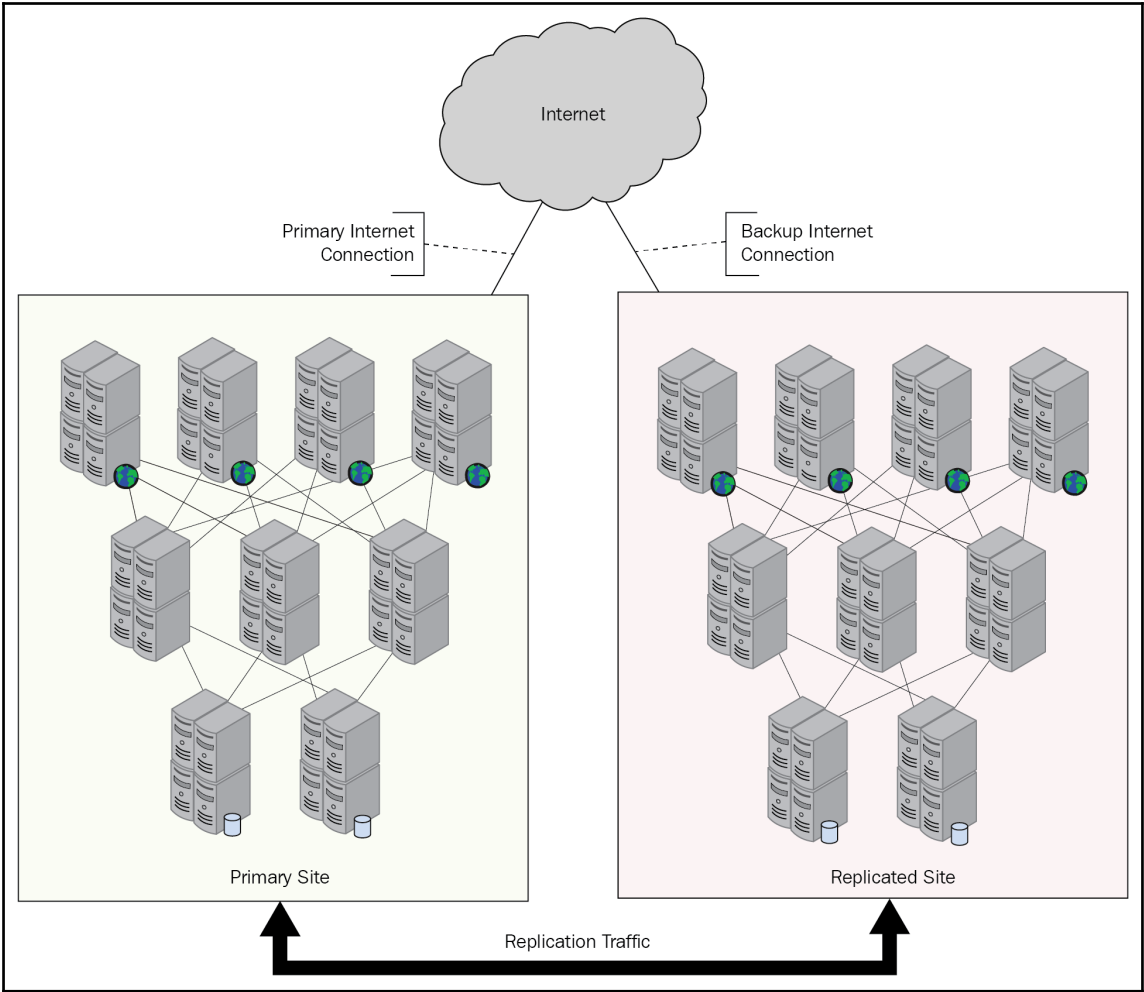 Internet
Primary Internet
Connection
Backup Internet
Connection
Primary Site
Replicated Site
Replication Traffic